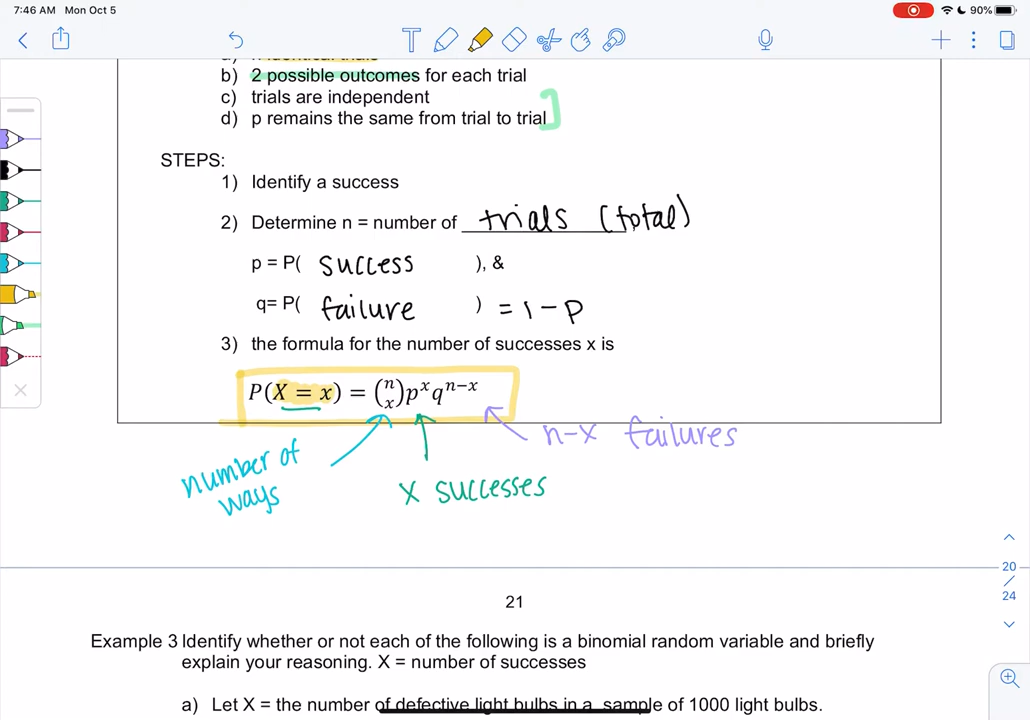 7:46 AM Mon Oct 5
90%
b) 2 possible outcomes for each trial
c) trials are independent
d) p remains the same from trial to trial
STEPS:
1) Identify a success
2) Determine n = number of trials (total)
p = P( success ), &
q= P( failure ) = 1 - p
3) the formula for the number of successes x is
P(X = x) = (n x) p^x q^{n-x}
n-x failures
number of
ways
x successes
20
/
24
21
Example 3 Identify whether or not each of the following is a binomial random variable and briefly
explain your reasoning. X = number of successes
a) Let X = the number of defective light bulbs in a sample of 1000 light bulbs.